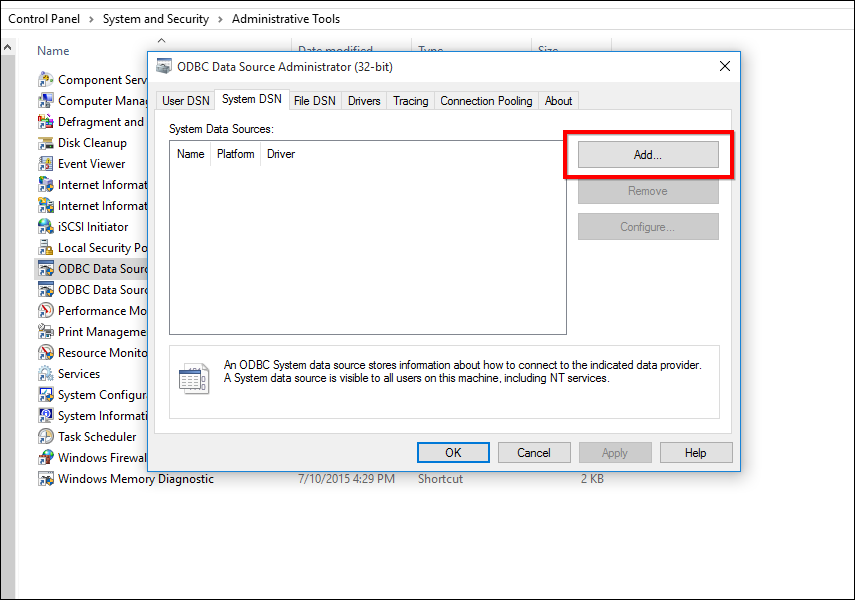 Control Panel > System and Security > Administrative Tools
Name
Date modified
Type
Size
Component Serv
Computer Mana
Defragment and
Disk Cleanup
Event Viewer
Internet Informat
Internet Informat
iSCSI Initiator
Local Security Po
ODBC Data Sourc
ODBC Data Sourc
Performance Mo
Print Manageme
Resource Monito
Services
System Configura
System Informati
Task Scheduler
Windows Firewal
Windows Memory Diagnostic 7/10/2015 4:29 PM Shortcut 2 KB
ODBC Data Source Administrator (32-bit)
User DSN System DSN File DSN Drivers Tracing Connection Pooling About
System Data Sources:
Name Platform Driver
Add...
Remove
Configure...
An ODBC System data source stores information about how to connect to the indicated data provider.
A System data source is visible to all users on this machine, including NT services.
OK Cancel Apply Help